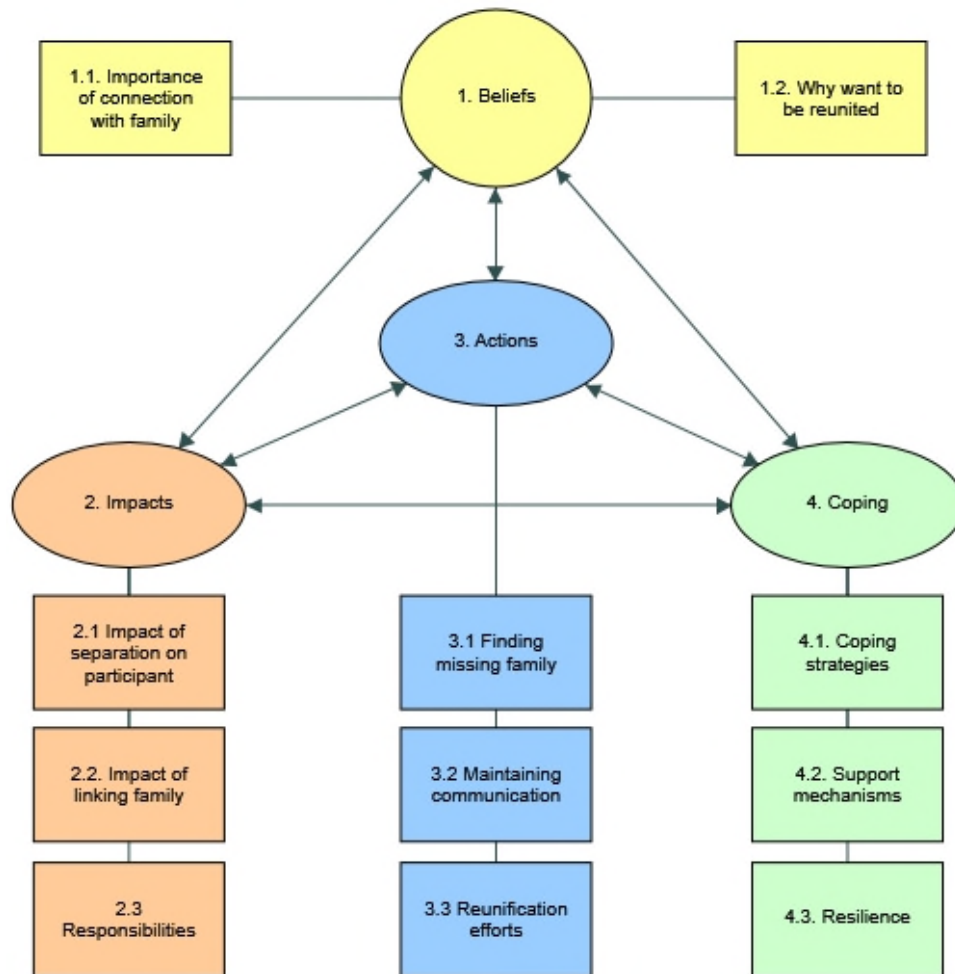 1.1. Importance
of connection
with family
1. Beliefs
1.2. Why want to
be reunited
3. Actions
2. Impacts
4. Coping
2.1 Impact of
separation on
participant
3.1 Finding
missing family
4.1. Coping
strategies
2.2. Impact of
linking family
3.2 Maintaining
communication
4.2. Support
mechanisms
2.3
Responsibilities
3.3 Reunification
efforts
4.3. Resilience